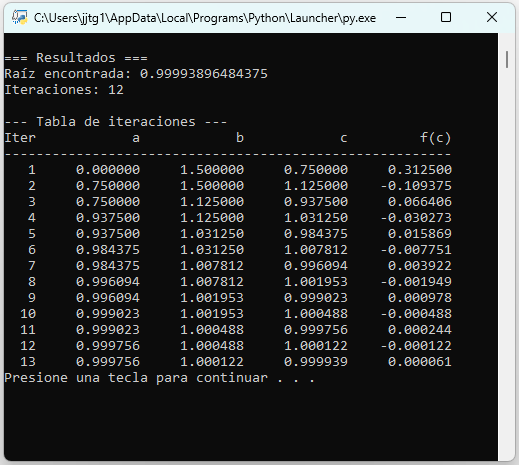 C:\Users\jjtg1\AppData\Local\Programs\Python\Launcher\py.exe
=== Resultados ===
Raíz encontrada: 0.99993896484375
Iteraciones: 12
--- Tabla de iteraciones ---
Iter a b c f(c)
--------------------------------------------------------
1 0.000000 1.500000 0.750000 0.312500
2 0.750000 1.500000 1.125000 -0.109375
3 0.750000 1.125000 0.937500 0.066406
4 0.937500 1.125000 1.031250 -0.030273
5 0.937500 1.031250 0.984375 0.015869
6 0.984375 1.031250 1.007812 -0.007751
7 0.984375 1.007812 0.996094 0.003922
8 0.996094 1.007812 1.001953 -0.001949
9 0.996094 1.001953 0.999023 0.000978
10 0.999023 1.001953 1.000488 -0.000488
11 0.999023 1.000488 0.999756 0.000244
12 0.999756 1.000488 1.000122 -0.000122
13 0.999756 1.000122 0.999939 0.000061
Presione una tecla para continuar . . .